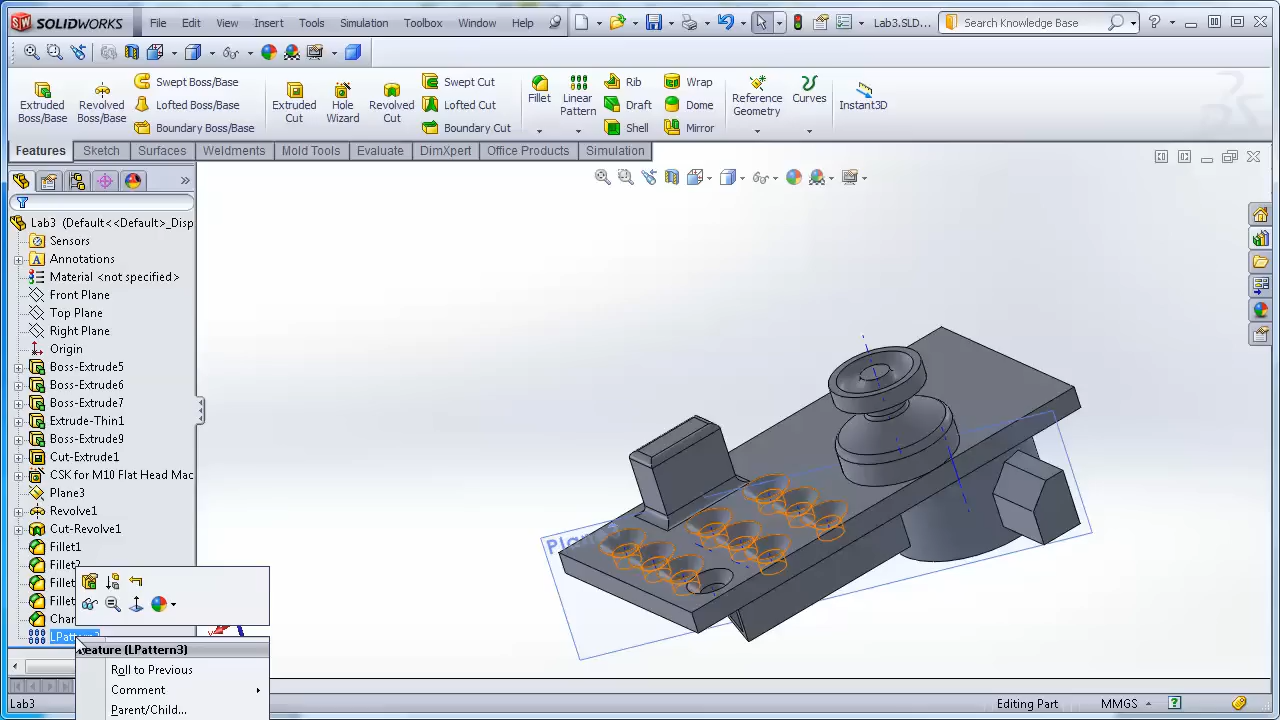 SOLIDWORKS File Edit View Insert Tools Simulation Toolbox Window Help Lab3.SLD... Search Knowledge Base
Extruded Boss/Base
Revolved Boss/Base
Swept Boss/Base
Lofted Boss/Base
Boundary Boss/Base
Extruded Cut
Hole Wizard
Revolved Cut
Swept Cut
Lofted Cut
Boundary Cut
Fillet
Linear Pattern
Rib
Draft
Shell
Wrap
Dome
Mirror
Reference Geometry
Curves
Instant3D
Features Sketch Surfaces Weldments Mold Tools Evaluate DimXpert Office Products Simulation
Lab3 (Default<<Default>_Disp
Sensors
Annotations
Material <not specified>
Front Plane
Top Plane
Right Plane
Origin
Boss-Extrude5
Boss-Extrude6
Boss-Extrude7
Extrude-Thin1
Boss-Extrude9
Cut-Extrude1
CSK for M10 Flat Head Mac
Plane3
Revolve1
Cut-Revolve1
Fillet1
Fillet2
Fillet
Fillet
Cha
LPattern3
Feature (LPattern3)
Roll to Previous
Comment
Parent/Child...
Lab3 Editing Part MMGS